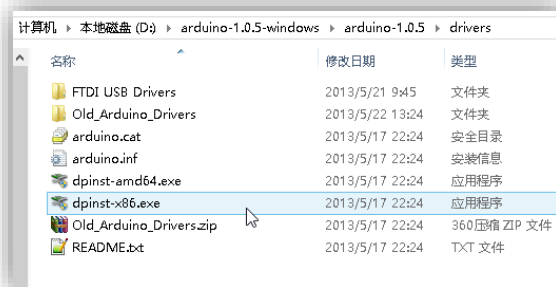 计算机 ▸ 本地磁盘 (D:) ▸ arduino-1.0.5-windows ▸ arduino-1.0.5 ▸ drivers
名称 修改日期 类型
FTDI USB Drivers 2013/5/21 9:45 文件夹
Old_Arduino_Drivers 2013/5/22 13:24 文件夹
arduino.cat 2013/5/17 22:24 安全目录
arduino.inf 2013/5/17 22:24 安装信息
dpinst-amd64.exe 2013/5/17 22:24 应用程序
dpinst-x86.exe 2013/5/17 22:24 应用程序
Old_Arduino_Drivers.zip 2013/5/17 22:24 360压缩 ZIP 文件
README.txt 2013/5/17 22:24 TXT 文件